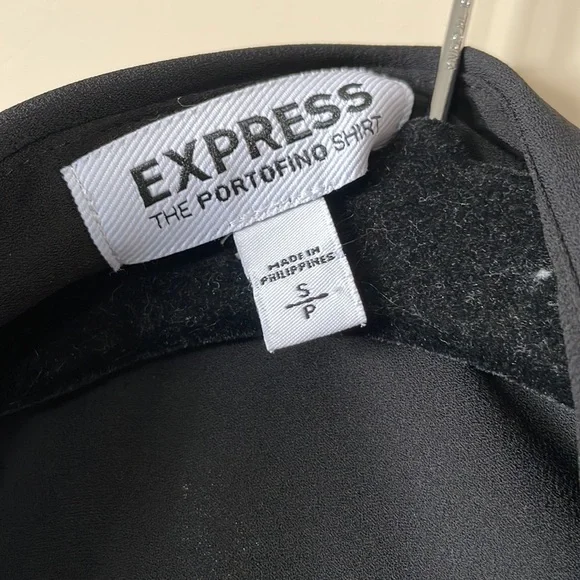 EXPRESS
THE PORTOFINO SHIRT
MADE IN
PHILIPPINES
S
P